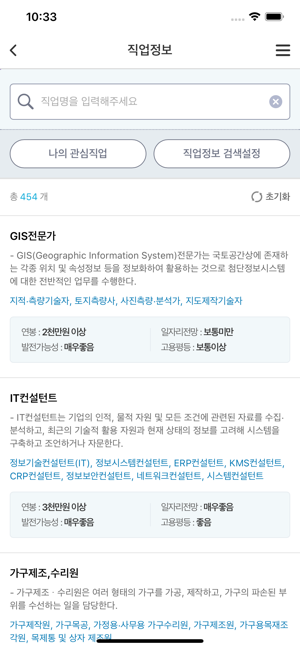 10:33
직업정보
직업명을 입력해주세요
나의 관심직업
직업정보 검색설정
총 454 개
초기화
GIS전문가
- GIS(Geographic Information System)전문가는 국토공간상에 존재하
는 각종 위치 및 속성정보 등을 정보화하여 활용하는 것으로 첨단정보시스템
에 대한 전반적인 업무를 수행한다.
지적·측량기술자, 토지측량사, 사진측량·분석가, 지도제작기술자
연봉 : 2천만원 이상
일자리전망 : 보통미만
발전가능성 : 매우좋음
고용평등 : 보통이상
IT컨설턴트
- IT컨설턴트는 기업의 인적, 물적 자원 및 모든 조건에 관련된 자료를 수집·
분석하고, 최근의 기술적 활용 자원과 현재 상태의 정보를 고려해 시스템을
구축하고 조언하거나 자문한다.
정보기술컨설턴트(IT), 정보시스템컨설턴트, ERP컨설턴트, KMS컨설턴트,
CRP컨설턴트, 정보보안컨설턴트, 네트워크컨설턴트, 시스템컨설턴트
연봉 : 3천만원 이상
일자리전망 : 매우좋음
발전가능성 : 매우좋음
고용평등 : 좋음
가구제조,수리원
- 가구제조ㆍ수리원은 여러 형태의 가구를 가공, 제작하고, 가구의 파손된 부
위를 수선하는 일을 담당한다.
가구제작원, 가구목공, 가정용·사무용 가구수리원, 가구제조원, 가구용목재조
각원, 목제통 및 상자 제조원